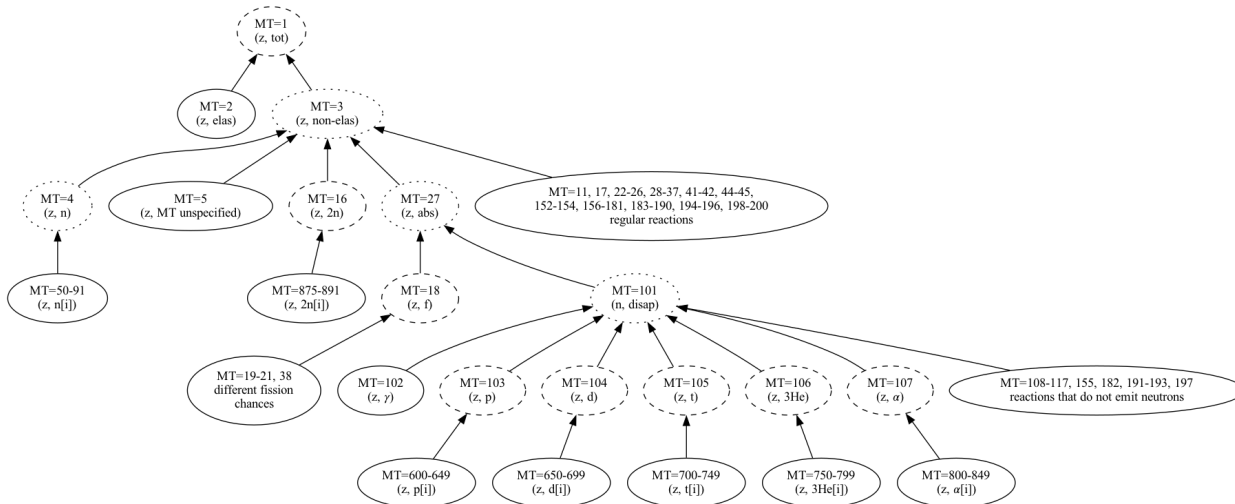 MT=1
(z, tot)
MT=2
(z, elas)
MT=3
(z, non-elas)
MT=4
(z, n)
MT=5
(z, MT unspecified)
MT=16
(z, 2n)
MT=27
(z, abs)
MT=11, 17, 22-26, 28-37, 41-42, 44-45,
152-154, 156-181, 183-190, 194-196, 198-200
regular reactions
MT=50-91
(z, n[i])
MT=875-891
(z, 2n[i])
MT=18
(z, f)
MT=101
(n, disap)
MT=19-21, 38
different fission
chances
MT=102
(z, γ)
MT=103
(z, p)
MT=104
(z, d)
MT=105
(z, t)
MT=106
(z, 3He)
MT=107
(z, α)
MT=108-117, 155, 182, 191-193, 197
reactions that do not emit neutrons
MT=600-649
(z, p[i])
MT=650-699
(z, d[i])
MT=700-749
(z, t[i])
MT=750-799
(z, 3He[i])
MT=800-849
(z, α[i])